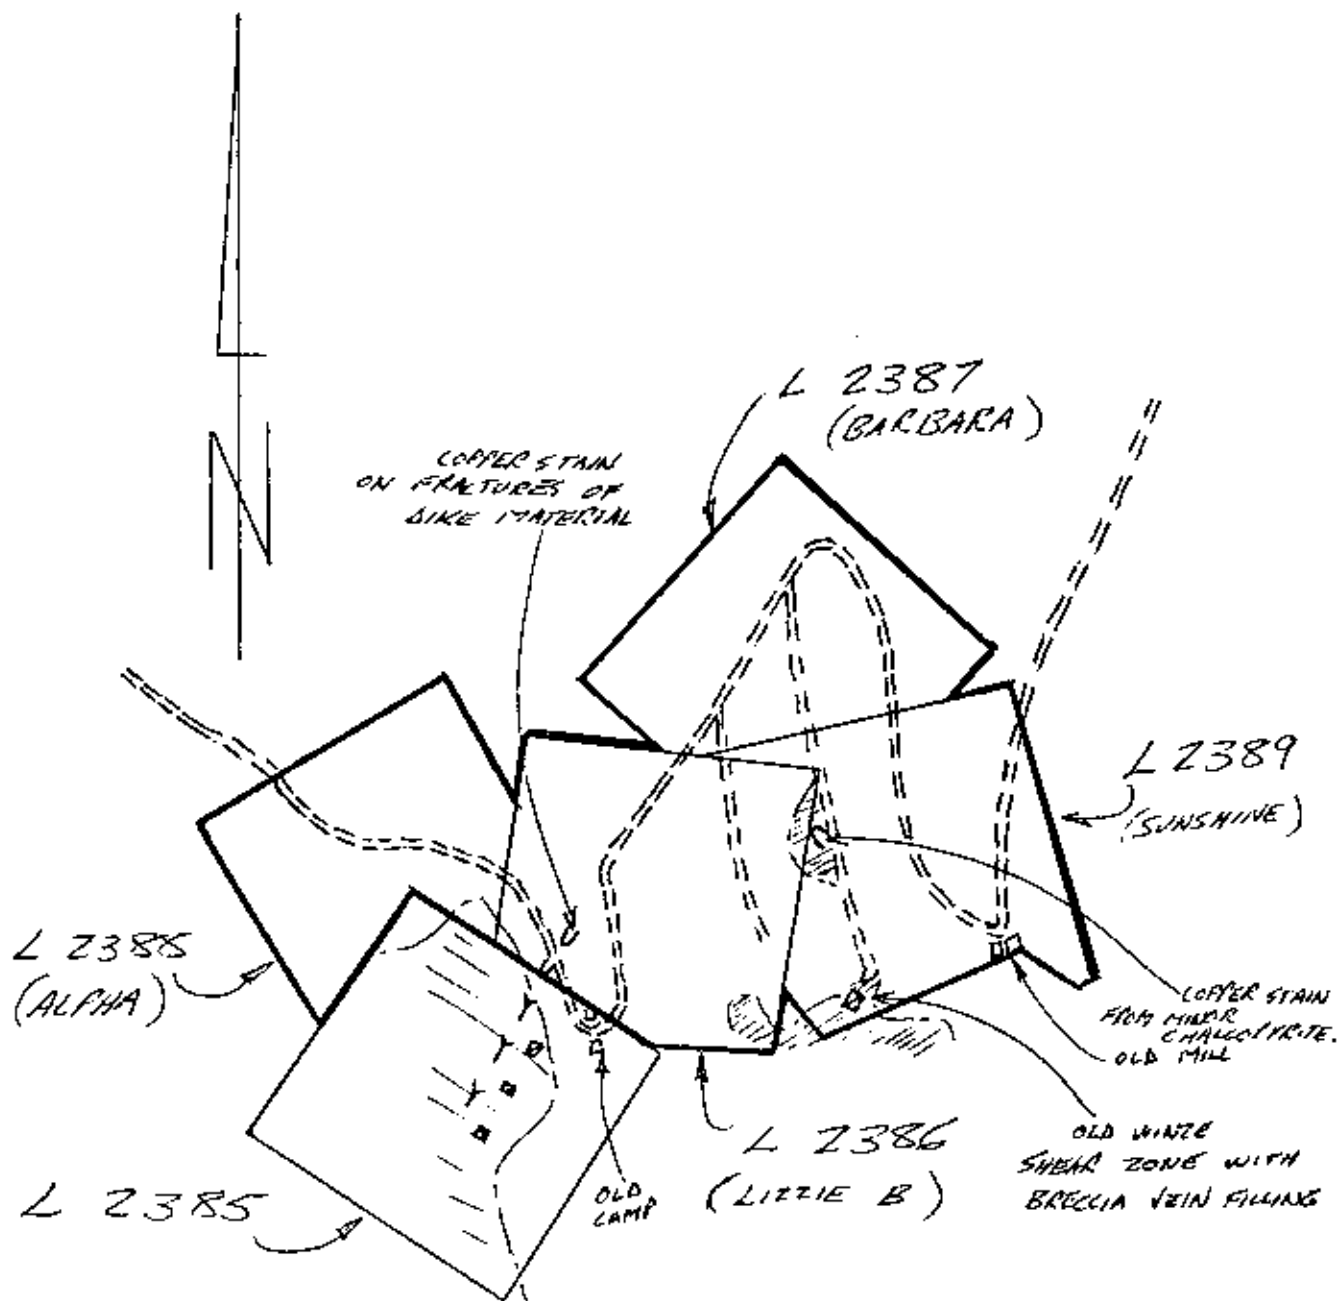 N
L 2387
(BARBARA)
COPPER STAIN
ON FRACTURES OF
DIKE MATERIAL
L 2389
(SUNSHINE)
L 2388
(ALPHA)
COPPER STAIN
FROM MINOR
CHALCOPYRITE.
OLD MILL
OLD WINZE
SHEAR ZONE WITH
BRECCIA VEIN FILLING
L 2386
(LIZZIE B)
OLD
CAMP
L 2385